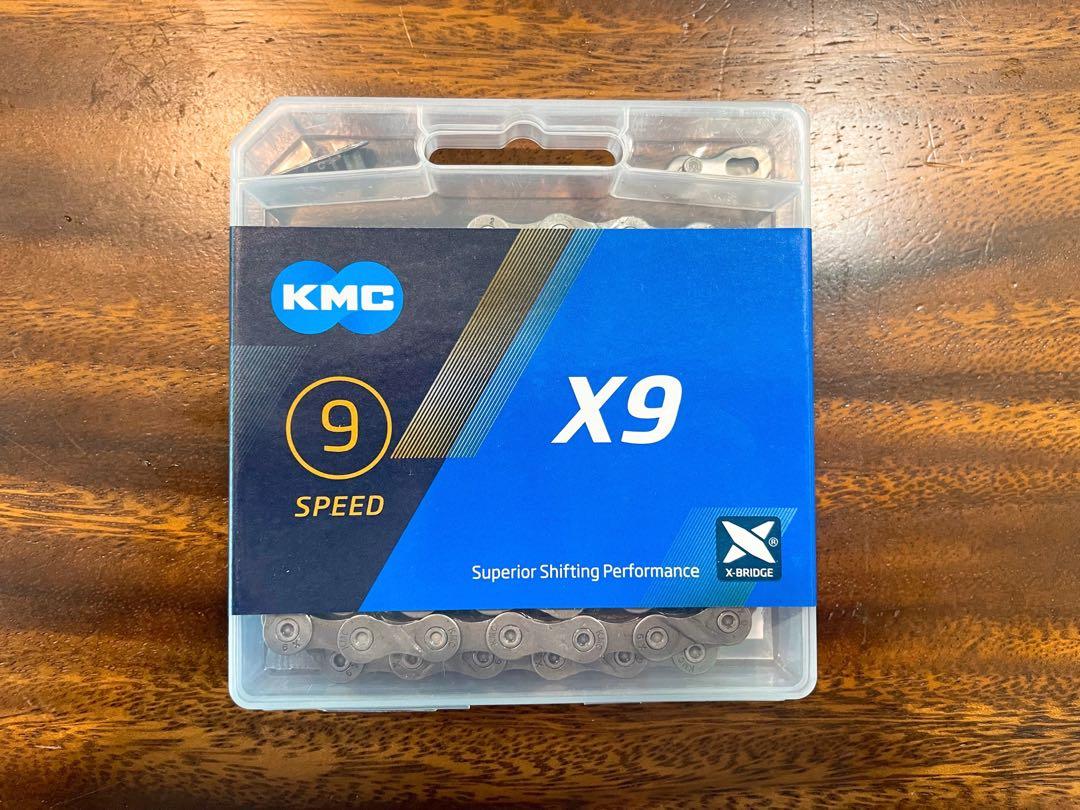 KMC
9
SPEED
X9
Superior Shifting Performance
X®
X-BRIDGE